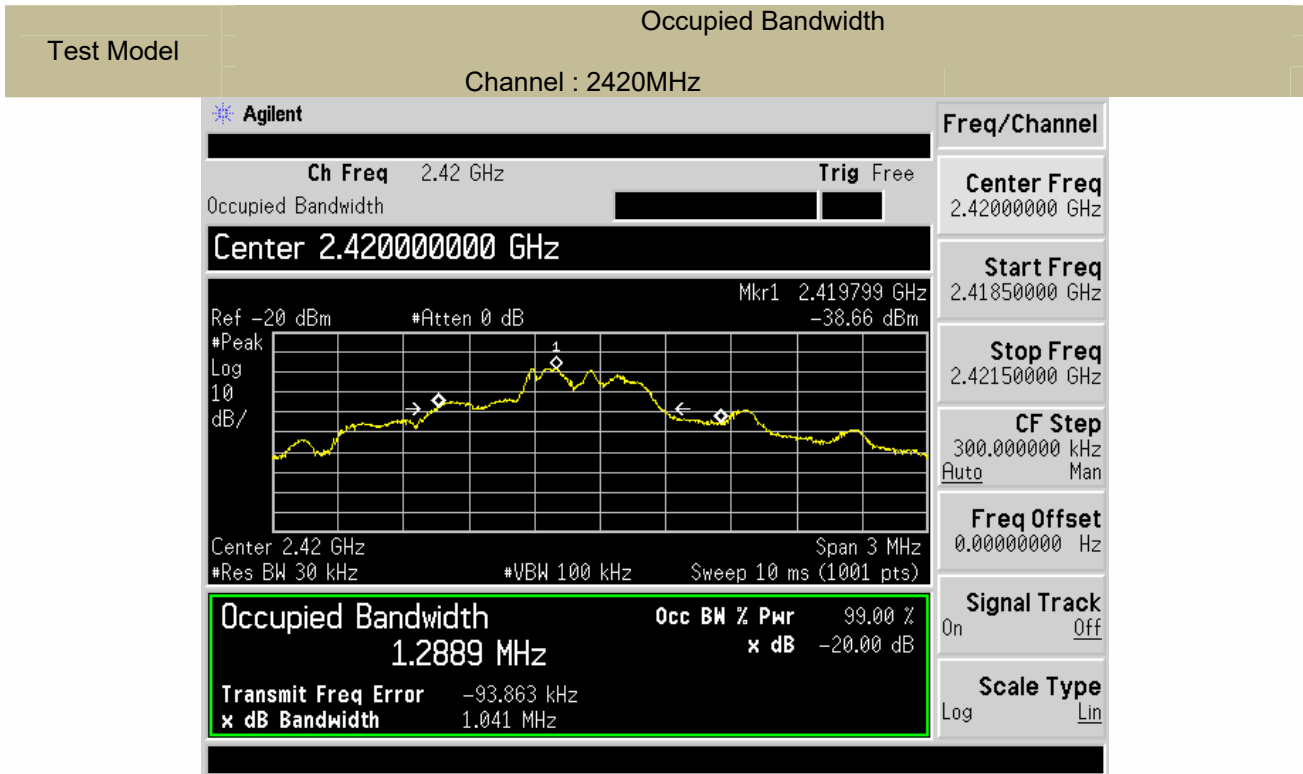 Occupied Bandwidth
Test Model
Channel : 2420MHz
Agilent
Freq/Channel
Ch Freq 2.42 GHz Trig Free
Occupied Bandwidth
Center Freq
2.42000000 GHz
Center 2.420000000 GHz
Start Freq
2.41850000 GHz
Mkr1 2.419799 GHz
Ref -20 dBm #Atten 0 dB -38.66 dBm
#Peak
Log
10
dB/
1
Stop Freq
2.42150000 GHz
CF Step
300.000000 kHz
Auto Man
Freq Offset
0.00000000 Hz
Center 2.42 GHz Span 3 MHz
#Res BW 30 kHz #VBW 100 kHz Sweep 10 ms (1001 pts)
Occupied Bandwidth
1.2889 MHz
Occ BW % Pwr 99.00 %
x dB -20.00 dB
Transmit Freq Error -93.863 kHz
x dB Bandwidth 1.041 MHz
Signal Track
On Off
Scale Type
Log Lin